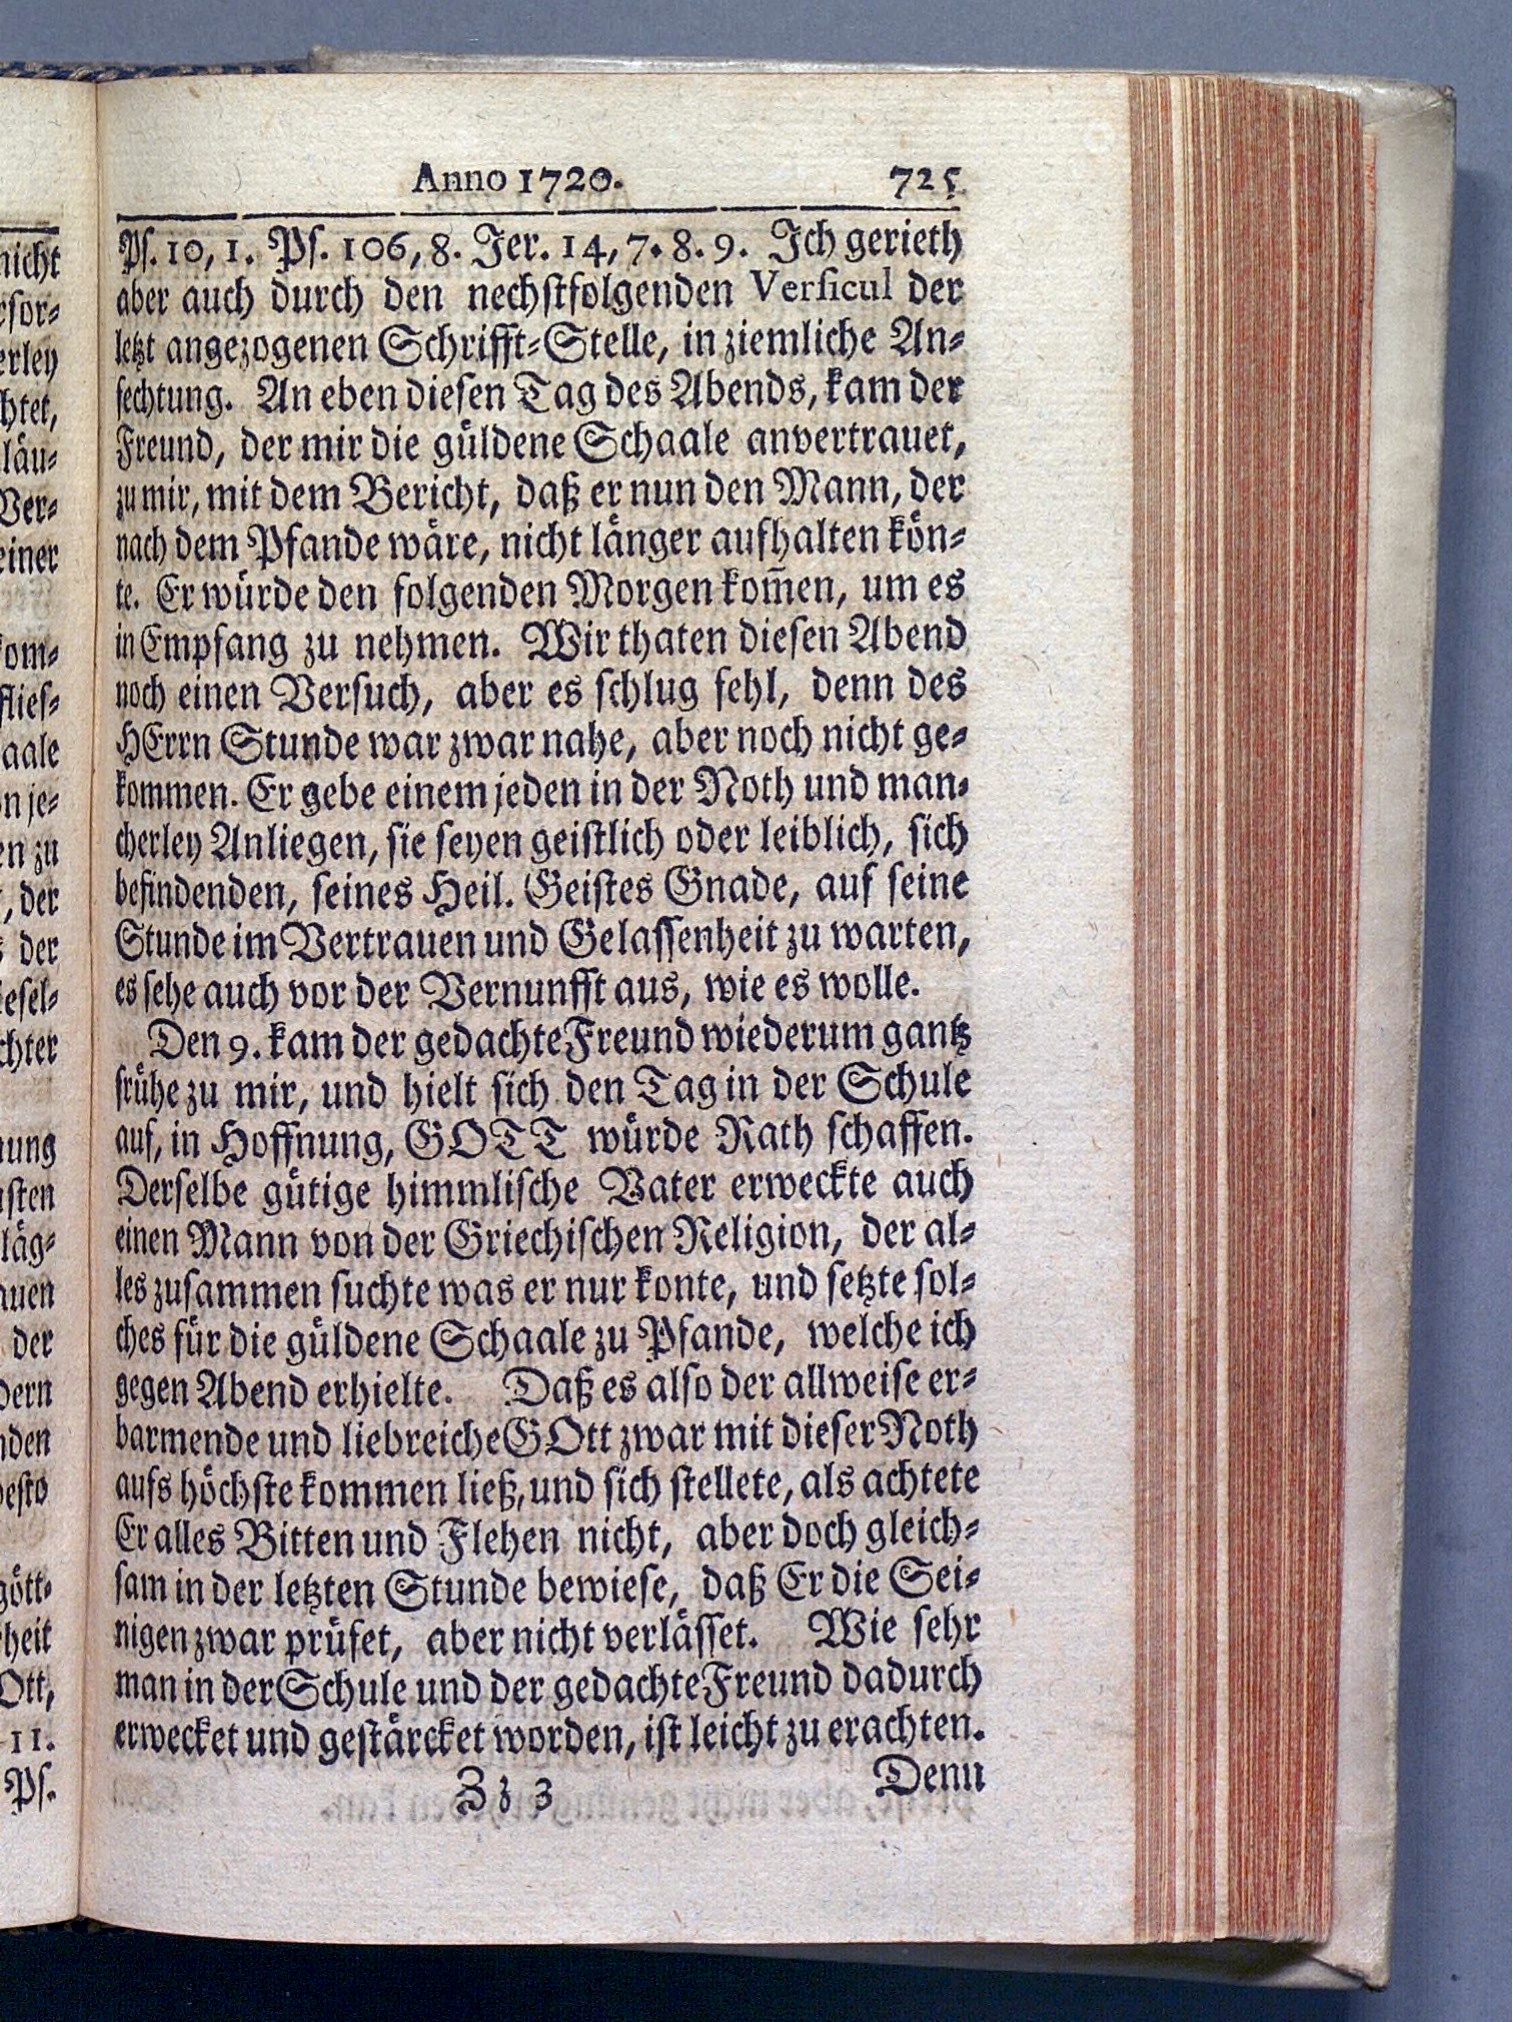 Anno 1720. 725
Ps. 10, 1. Ps. 106, 8. Jer. 14, 7. 8. 9. Ich gerieth
aber auch durch den nechstfolgenden Versicul der
letzt angezogenen Schrifft-Stelle, in ziemliche An-
fechtung. An eben diesen Tag des Abends, kam der
Freund, der mir die güldene Schaale anvertrauet,
zu mir, mit dem Bericht, daß er nun den Mann, der
nach dem Pfande wäre, nicht länger aufhalten kön-
te. Er würde den folgenden Morgen kom̃en, um es
in Empfang zu nehmen. Wir thaten diesen Abend
noch einen Versuch, aber es schlug fehl, denn des
HErrn Stunde war zwar nahe, aber noch nicht ge-
kommen. Er gebe einem jeden in der Noth und man-
cherley Anliegen, sie seyen geistlich oder leiblich, sich
befindenden, seines Heil. Geistes Gnade, auf seine
Stunde im Vertrauen und Gelassenheit zu warten,
es sehe auch vor der Vernunfft aus, wie es wolle.
Den 9. kam der gedachte Freund wiederum gantz
frühe zu mir, und hielt sich den Tag in der Schule
auf, in Hoffnung, GOTT würde Rath schaffen.
Derselbe gütige himmlische Vater erweckte auch
einen Mann von der Griechischen Religion, der al-
les zusammen suchte was er nur konte, und setzte sol-
ches für die güldene Schaale zu Pfande, welche ich
gegen Abend erhielte. Daß es also der allweise er-
barmende und liebreiche GOtt zwar mit dieser Noth
aufs höchste kommen ließ, und sich stellete, als achtete
Er alles Bitten und Flehen nicht, aber doch gleich-
sam in der letzten Stunde bewiese, daß Er die Sei-
nigen zwar prüfet, aber nicht verlässet. Wie sehr
man in der Schule und der gedachte Freund dadurch
erwecket und gestärcket worden, ist leicht zu erachten.
Zz 3 Denn